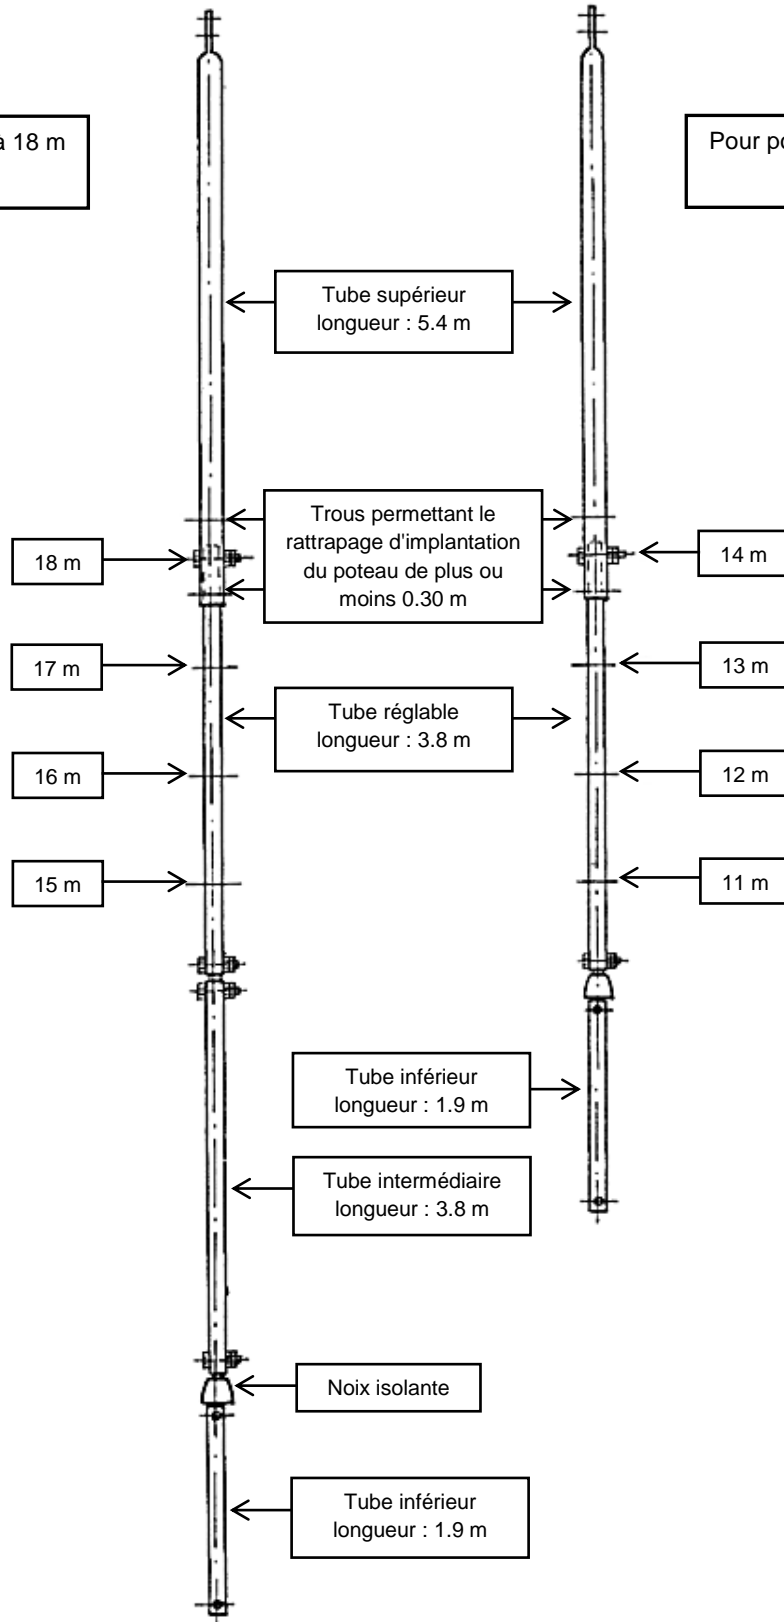 à 18 m
Pour po
Tube supérieur
longueur : 5.4 m
Trous permettant le
rattrapage d'implantation
du poteau de plus ou
moins 0.30 m
18 m
14 m
17 m
13 m
Tube réglable
longueur : 3.8 m
16 m
12 m
15 m
11 m
Tube inférieur
longueur : 1.9 m
Tube intermédiaire
longueur : 3.8 m
Noix isolante
Tube inférieur
longueur : 1.9 m